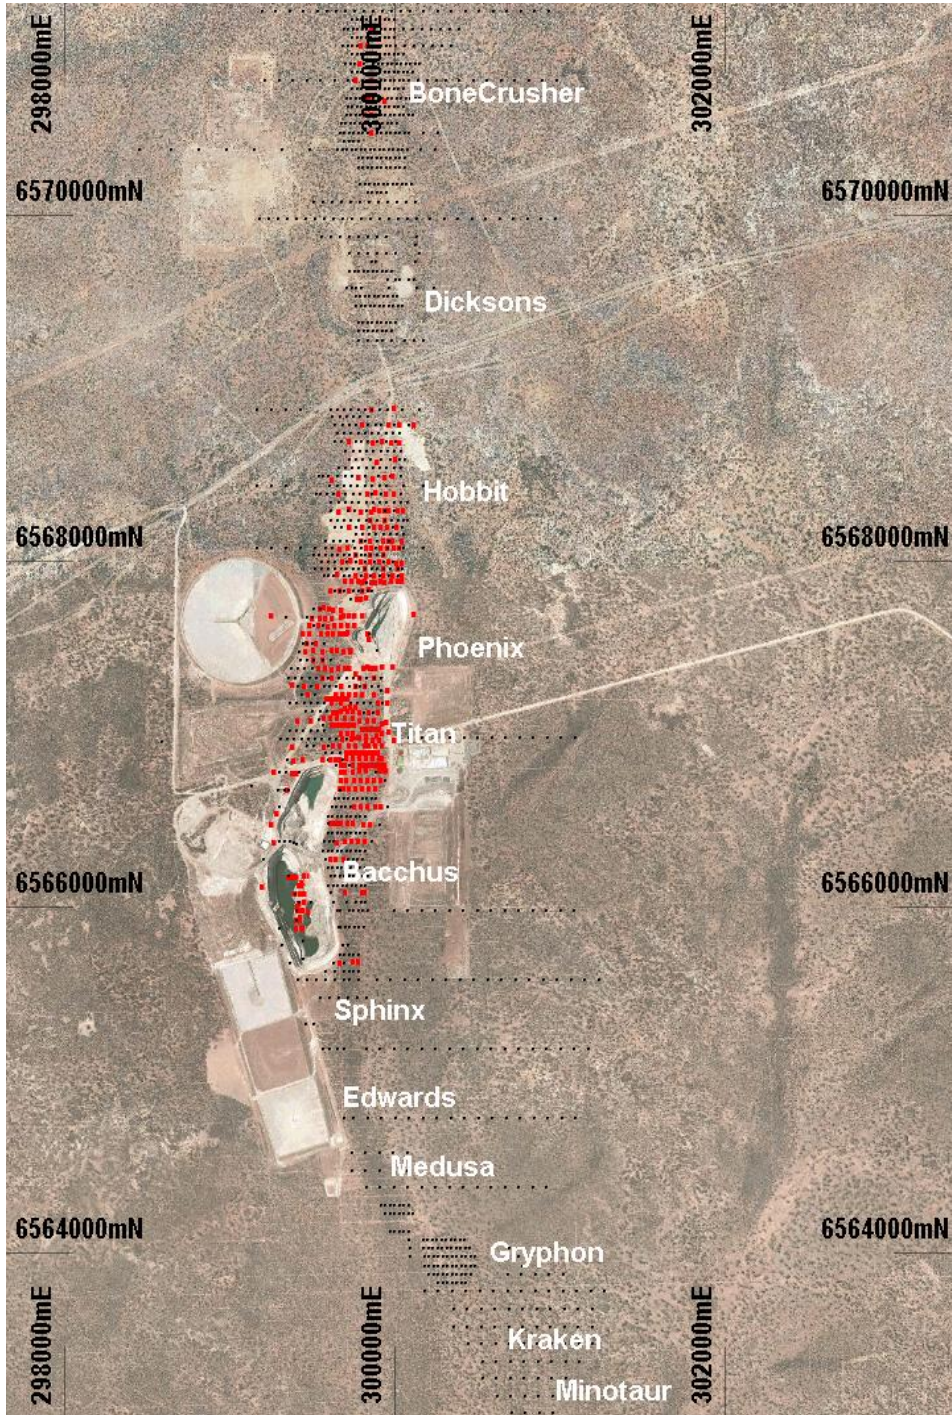 298000mE
300000mE
302000mE
BoneCrusher
6570000mN
6570000mN
Dicksons
Hobbit
6568000mN
6568000mN
Phoenix
Titan
Bacchus
6566000mN
6566000mN
Sphinx
Edwards
Medusa
6564000mN
6564000mN
Gryphon
Kraken
Minotaur
298000mE
300000mE
302000mE